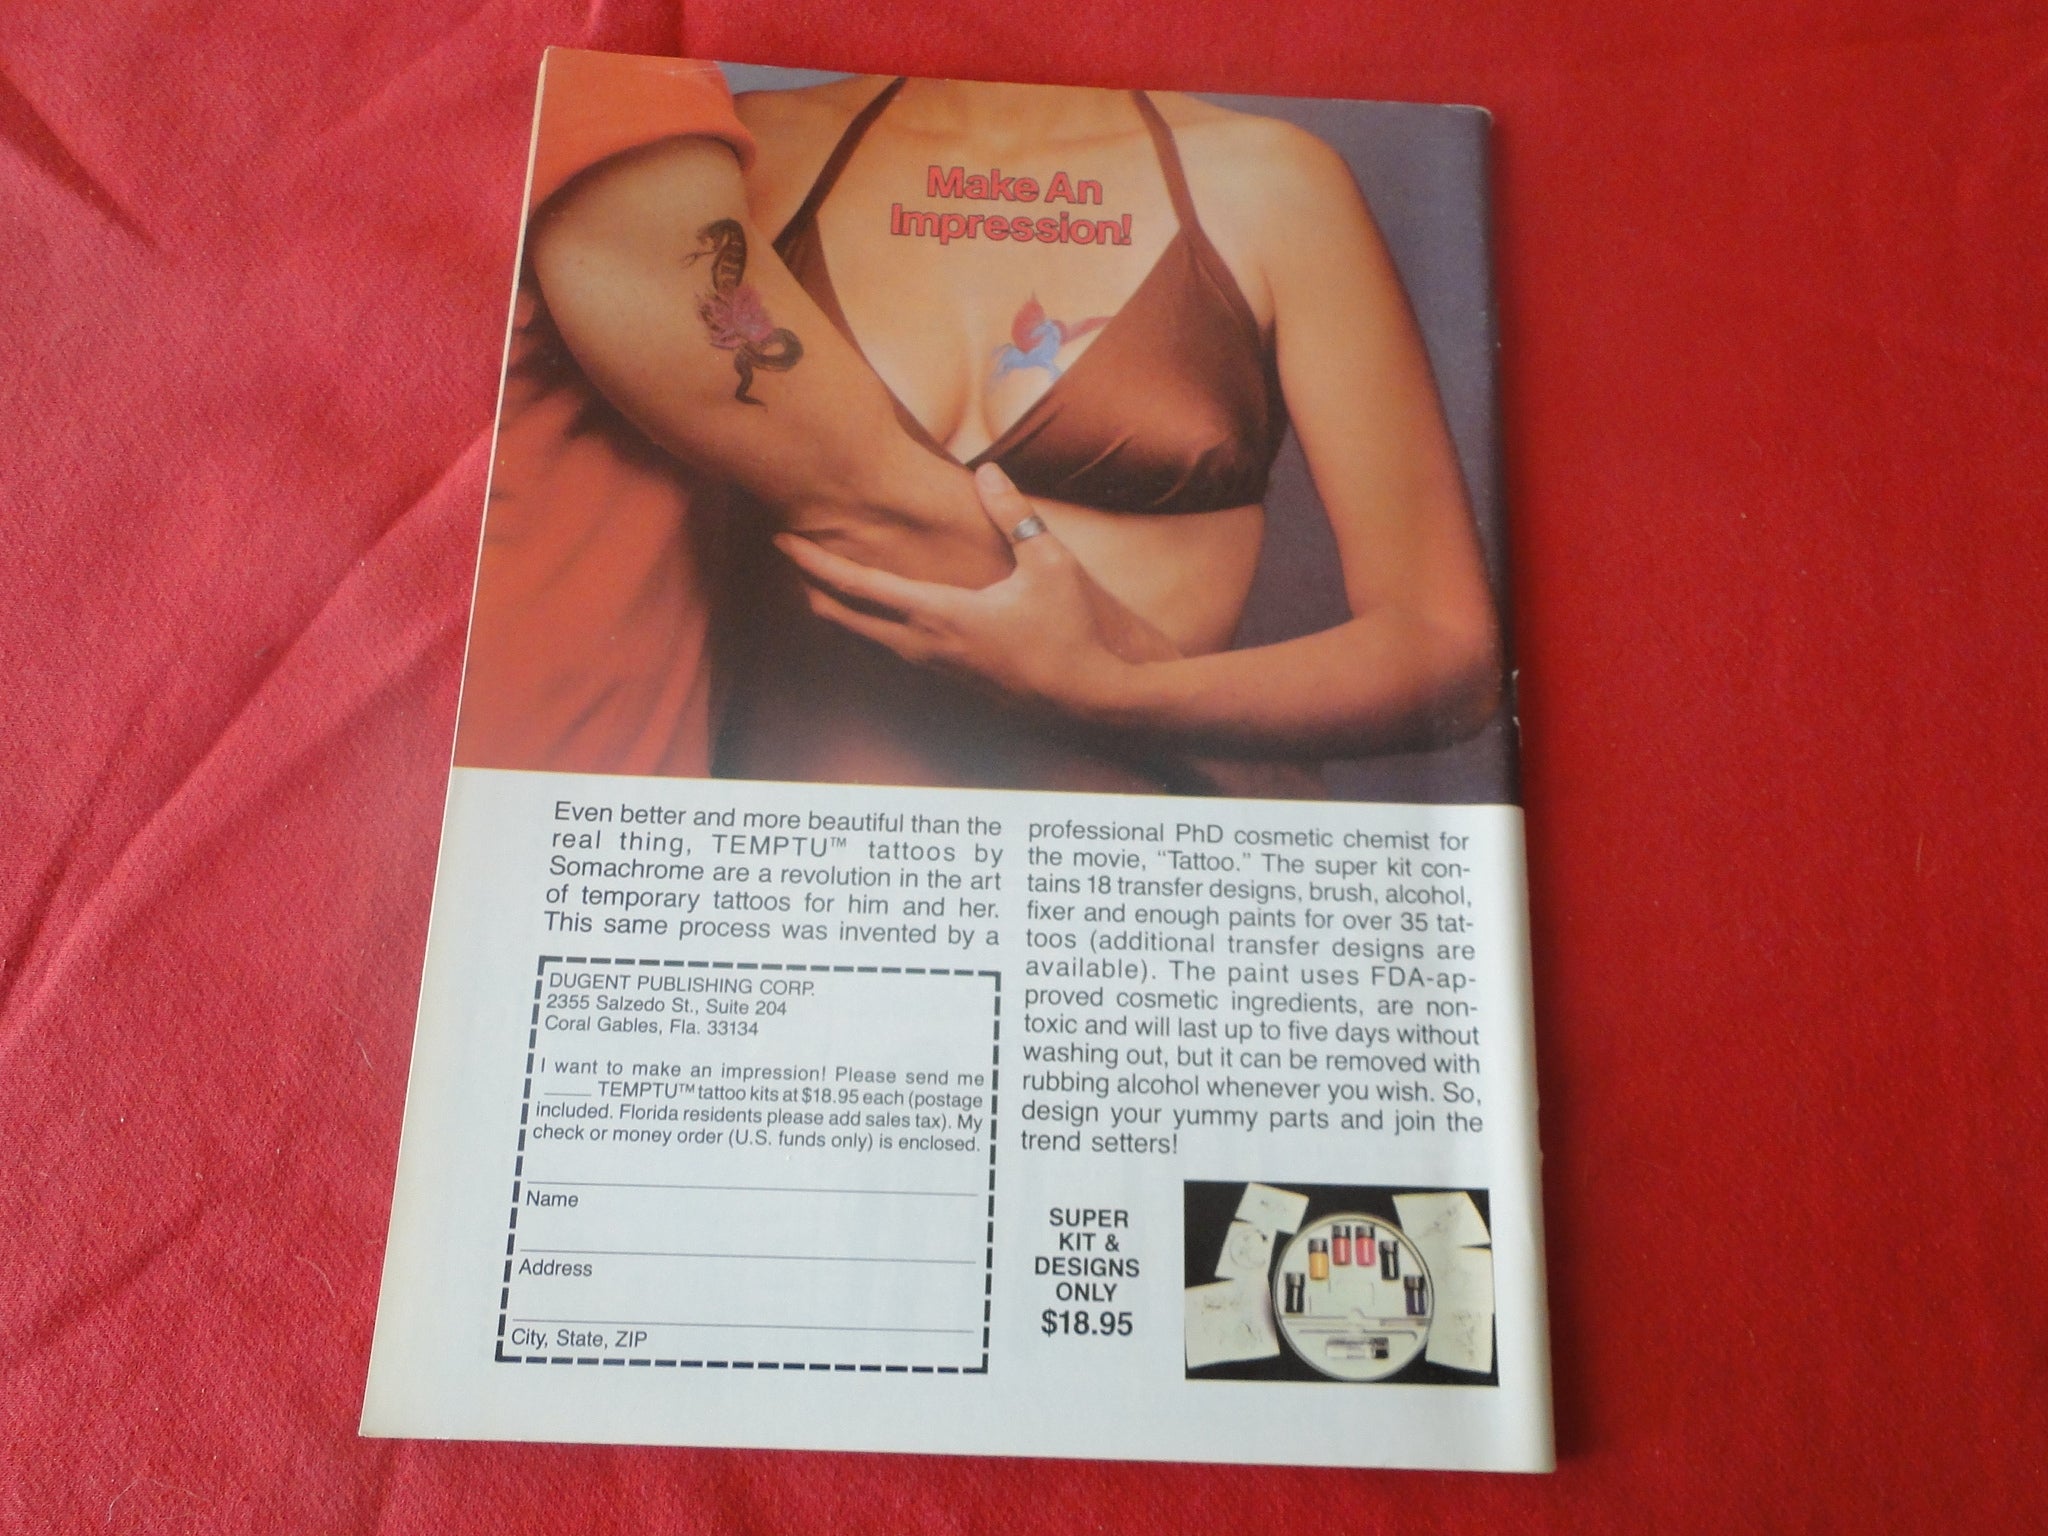 Make An
Impression!
Even better and more beautiful than the
real thing, TEMPTU™ tattoos by
Somachrome are a revolution in the art
of temporary tattoos for him and her.
This same process was invented by a
professional PhD cosmetic chemist for
the movie, “Tattoo.” The super kit con-
tains 18 transfer designs, brush, alcohol,
fixer and enough paints for over 35 tat-
toos (additional transfer designs are
available). The paint uses FDA-ap-
proved cosmetic ingredients, are non-
toxic and will last up to five days without
washing out, but it can be removed with
rubbing alcohol whenever you wish. So,
design your yummy parts and join the
trend setters!
DUGENT PUBLISHING CORP.
2355 Salzedo St., Suite 204
Coral Gables, Fla. 33134
I want to make an impression! Please send me
____ TEMPTU™ tattoo kits at $18.95 each (postage
included. Florida residents please add sales tax). My
check or money order (U.S. funds only) is enclosed.
Name
Address
City, State, ZIP
SUPER
KIT &
DESIGNS
ONLY
$18.95